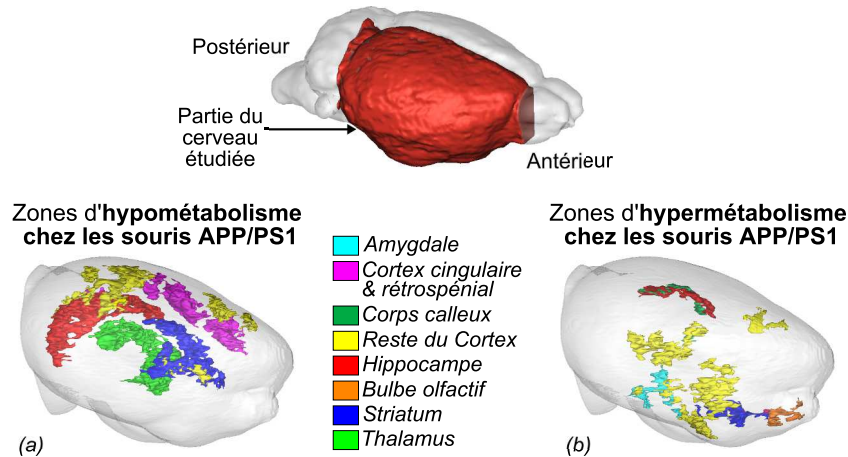 Postérieur
Partie du
cerveau
étudiée
Antérieur
Zones d'hypométabolisme
chez les souris APP/PS1
Zones d'hypermétabolisme
chez les souris APP/PS1
Amygdale
Cortex cingulaire
& rétrospénial
Corps calleux
Reste du Cortex
Hippocampe
Bulbe olfactif
Striatum
Thalamus
(a)
(b)